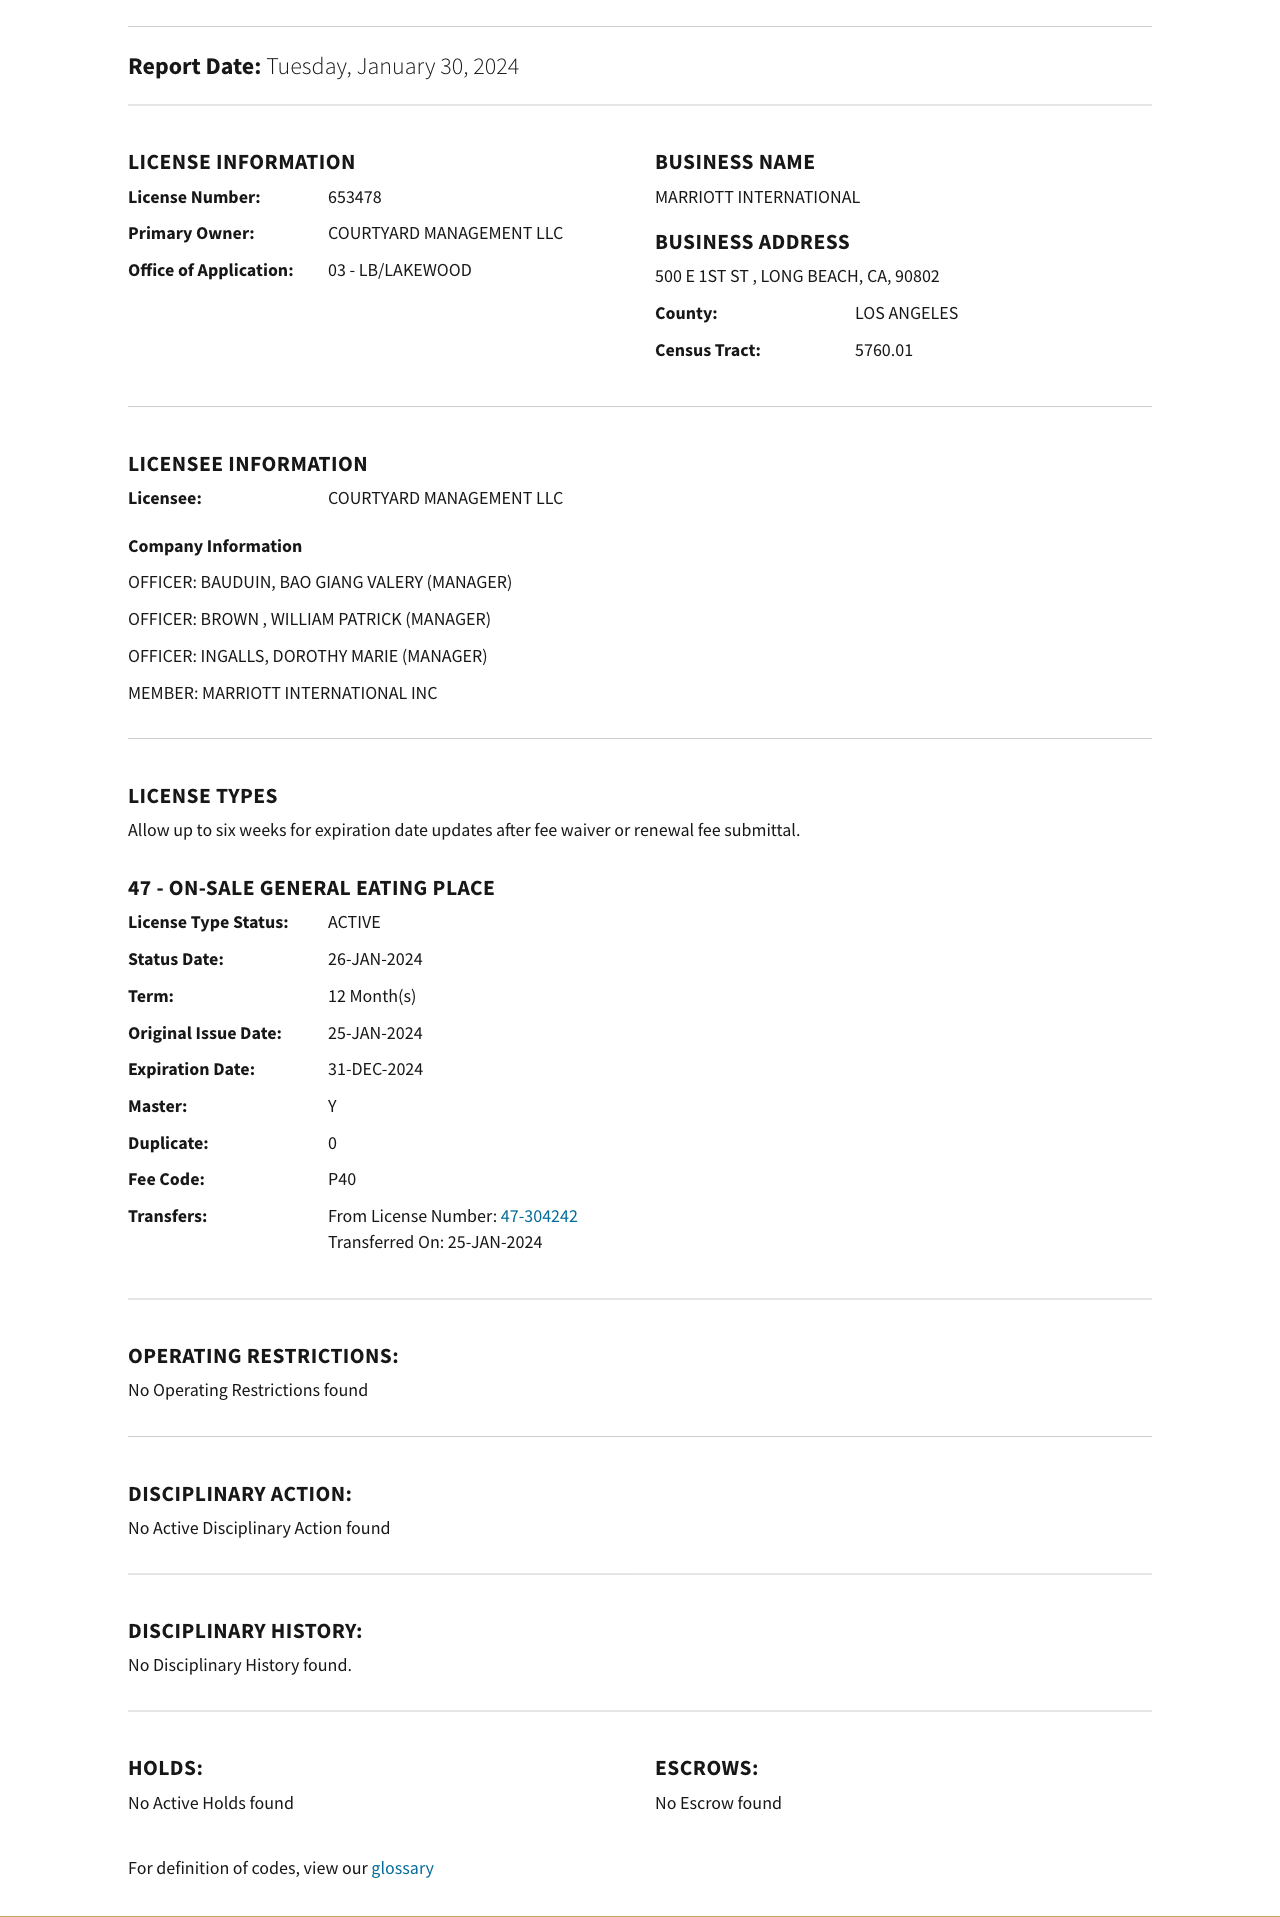 Report Date: Tuesday, January 30, 2024
LICENSE INFORMATION
License Number: 653478
Primary Owner: COURTYARD MANAGEMENT LLC
Office of Application: 03 - LB/LAKEWOOD
BUSINESS NAME
MARRIOTT INTERNATIONAL
BUSINESS ADDRESS
500 E 1ST ST , LONG BEACH, CA, 90802
County: LOS ANGELES
Census Tract: 5760.01
LICENSEE INFORMATION
Licensee: COURTYARD MANAGEMENT LLC
Company Information
OFFICER: BAUDUIN, BAO GIANG VALERY (MANAGER)
OFFICER: BROWN , WILLIAM PATRICK (MANAGER)
OFFICER: INGALLS, DOROTHY MARIE (MANAGER)
MEMBER: MARRIOTT INTERNATIONAL INC
LICENSE TYPES
Allow up to six weeks for expiration date updates after fee waiver or renewal fee submittal.
47 - ON-SALE GENERAL EATING PLACE
License Type Status: ACTIVE
Status Date: 26-JAN-2024
Term: 12 Month(s)
Original Issue Date: 25-JAN-2024
Expiration Date: 31-DEC-2024
Master: Y
Duplicate: 0
Fee Code: P40
Transfers: From License Number: 47-304242
Transferred On: 25-JAN-2024
OPERATING RESTRICTIONS:
No Operating Restrictions found
DISCIPLINARY ACTION:
No Active Disciplinary Action found
DISCIPLINARY HISTORY:
No Disciplinary History found.
HOLDS:
No Active Holds found
ESCROWS:
No Escrow found
For definition of codes, view our glossary